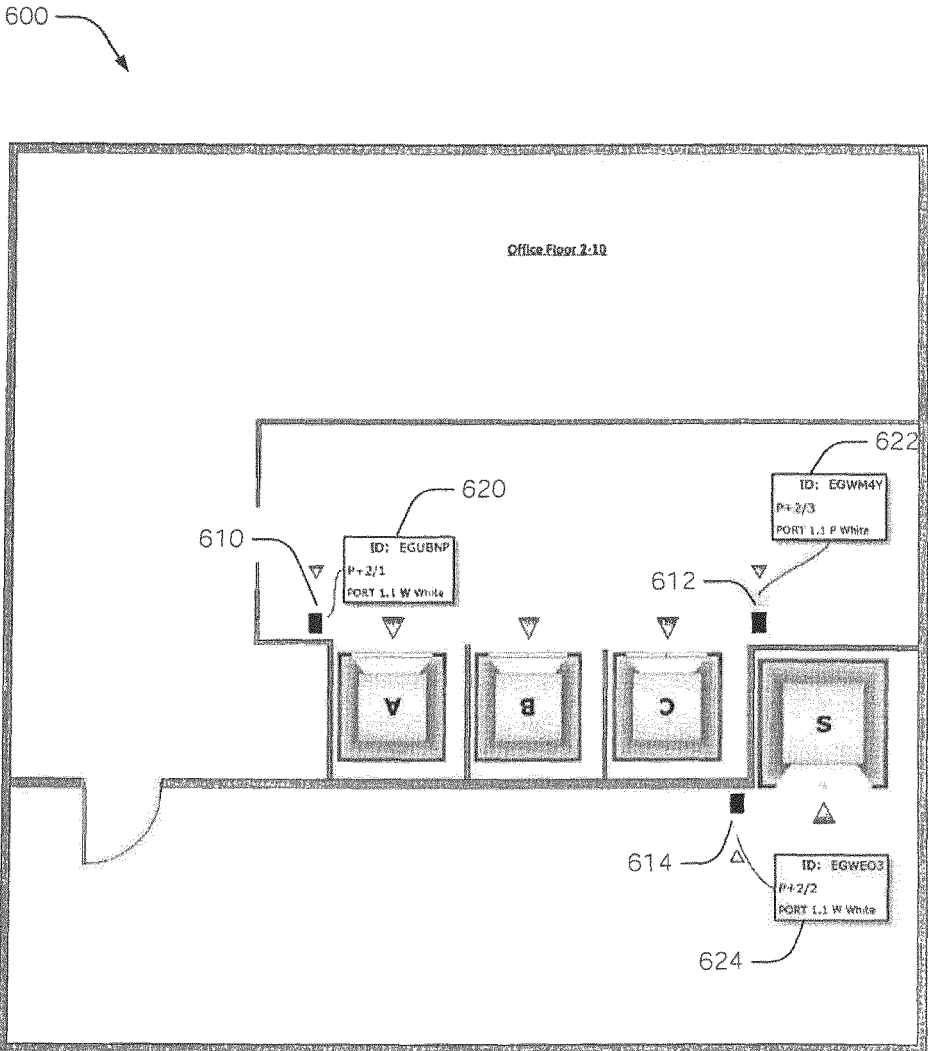 600
Office Floor 2-10
622
ID: EGWM4Y
P+2/3
PORT 1.1 P White
620
610
ID: EGUBNP
P+2/1
PORT 1.1 W White
612
A
B
C
S
614
ID: EGWEO3
P+2/2
PORT 1.1 W White
624